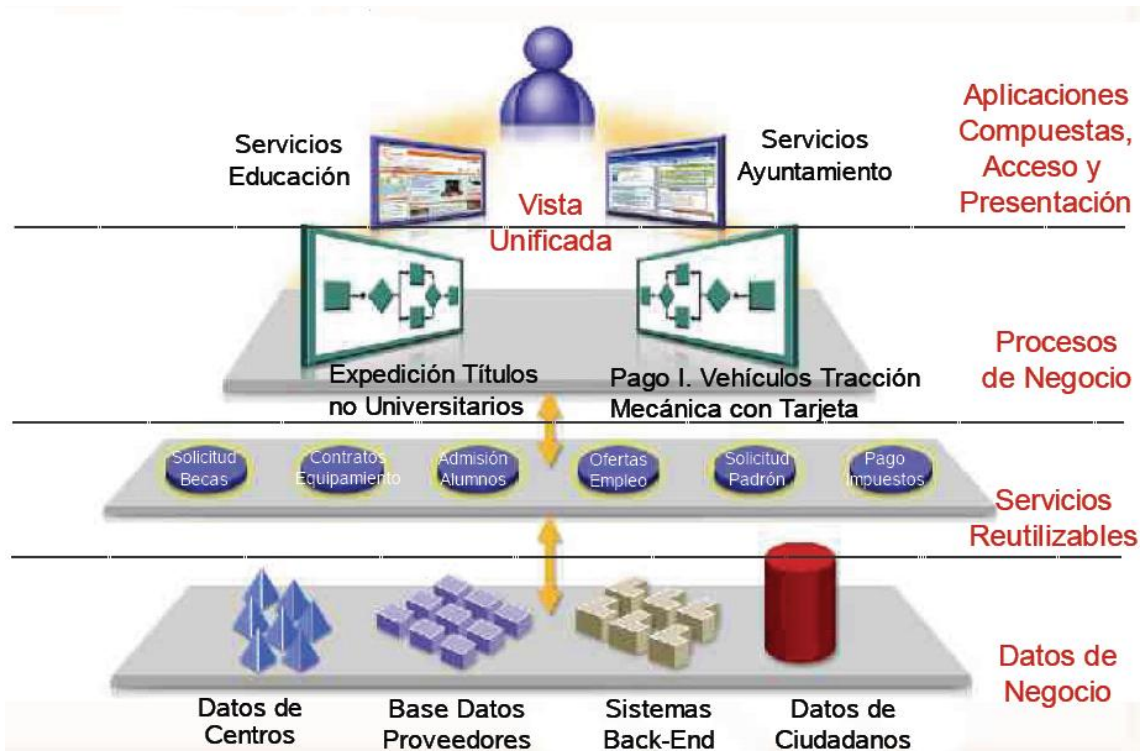 Aplicaciones
Compuestas,
Acceso y
Presentación
Servicios
Educación
Servicios
Ayuntamiento
Vista
Unificada
Procesos
de Negocio
Expedición Títulos
no Universitarios
Pago I. Vehículos Tracción
Mecánica con Tarjeta
Solicitud
Becas
Contratos
Equipamiento
Admisión
Alumnos
Ofertas
Empleo
Solicitud
Padrón
Pago
Impuestos
Servicios
Reutilizables
Datos de
Negocio
Datos de
Centros
Base Datos
Proveedores
Sistemas
Back-End
Datos de
Ciudadanos